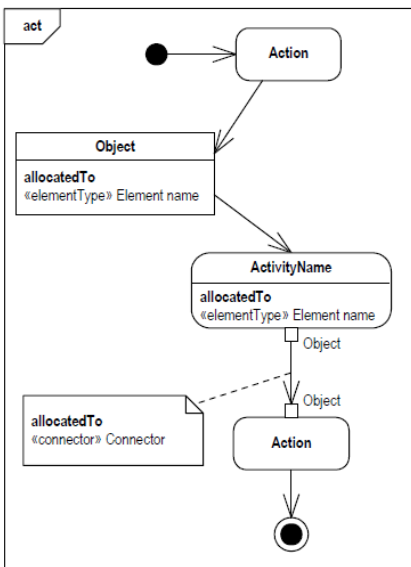 act
Action
Object
allocatedTo
«elementType» Element name
ActivityName
allocatedTo
«elementType» Element name
Object
Object
allocatedTo
«connector» Connector
Action